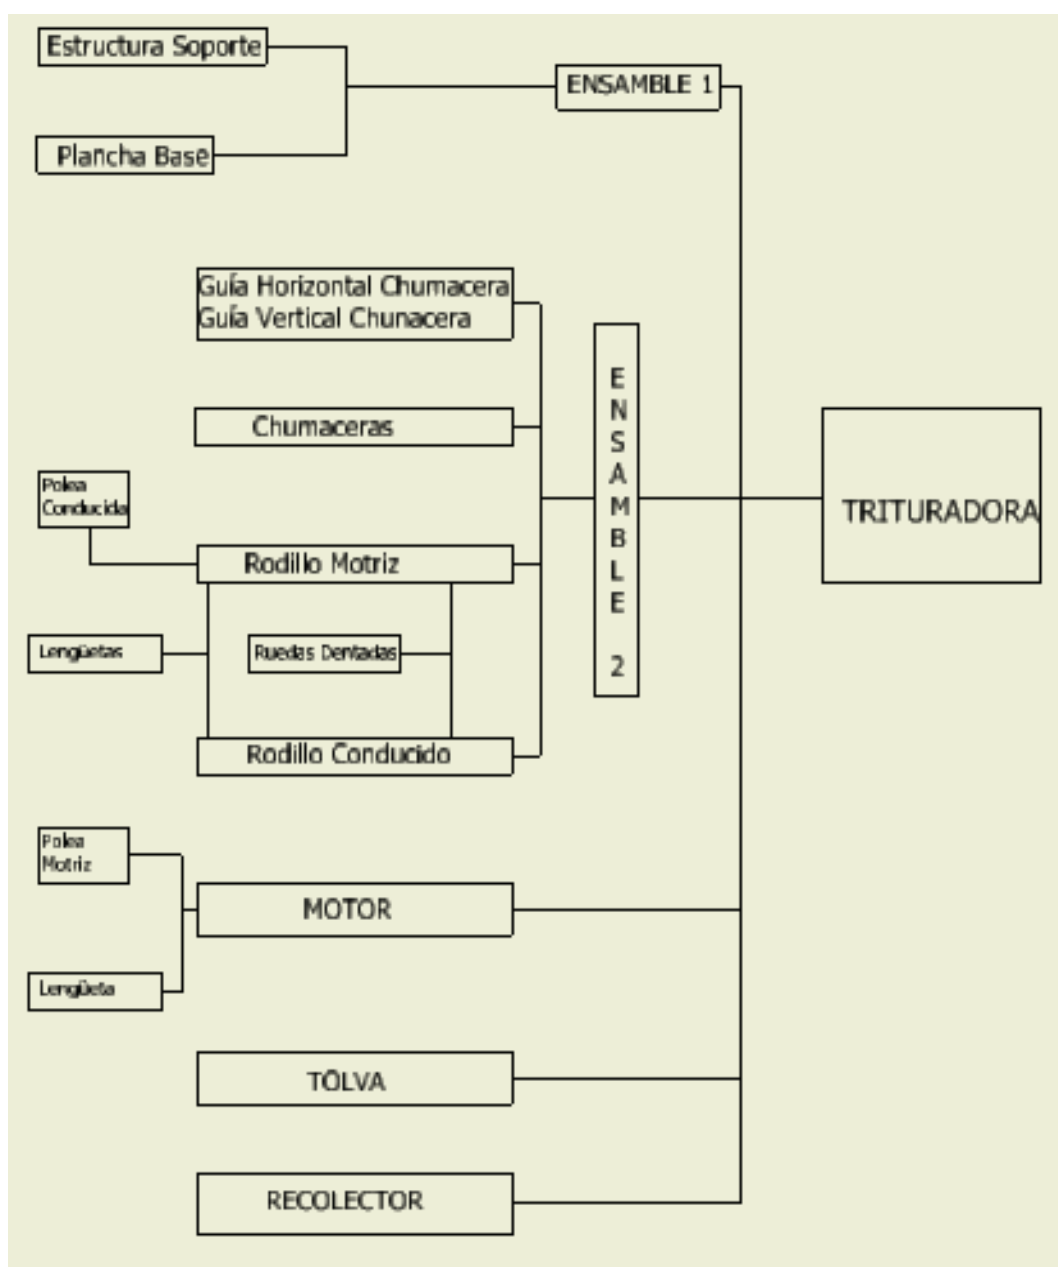 Estructura Soporte
ENSAMBLE 1
Plancha Base
Guía Horizontal Chumacera
Guía Vertical Chunacera
ENSAMBLE 2
Chumaceras
Polea
Conducida
TRITURADORA
Rodillo Motriz
Lengüetas
Ruedas Dentadas
Rodillo Conducido
Polea
Motriz
MOTOR
Lengüeta
TOLVA
RECOLECTOR